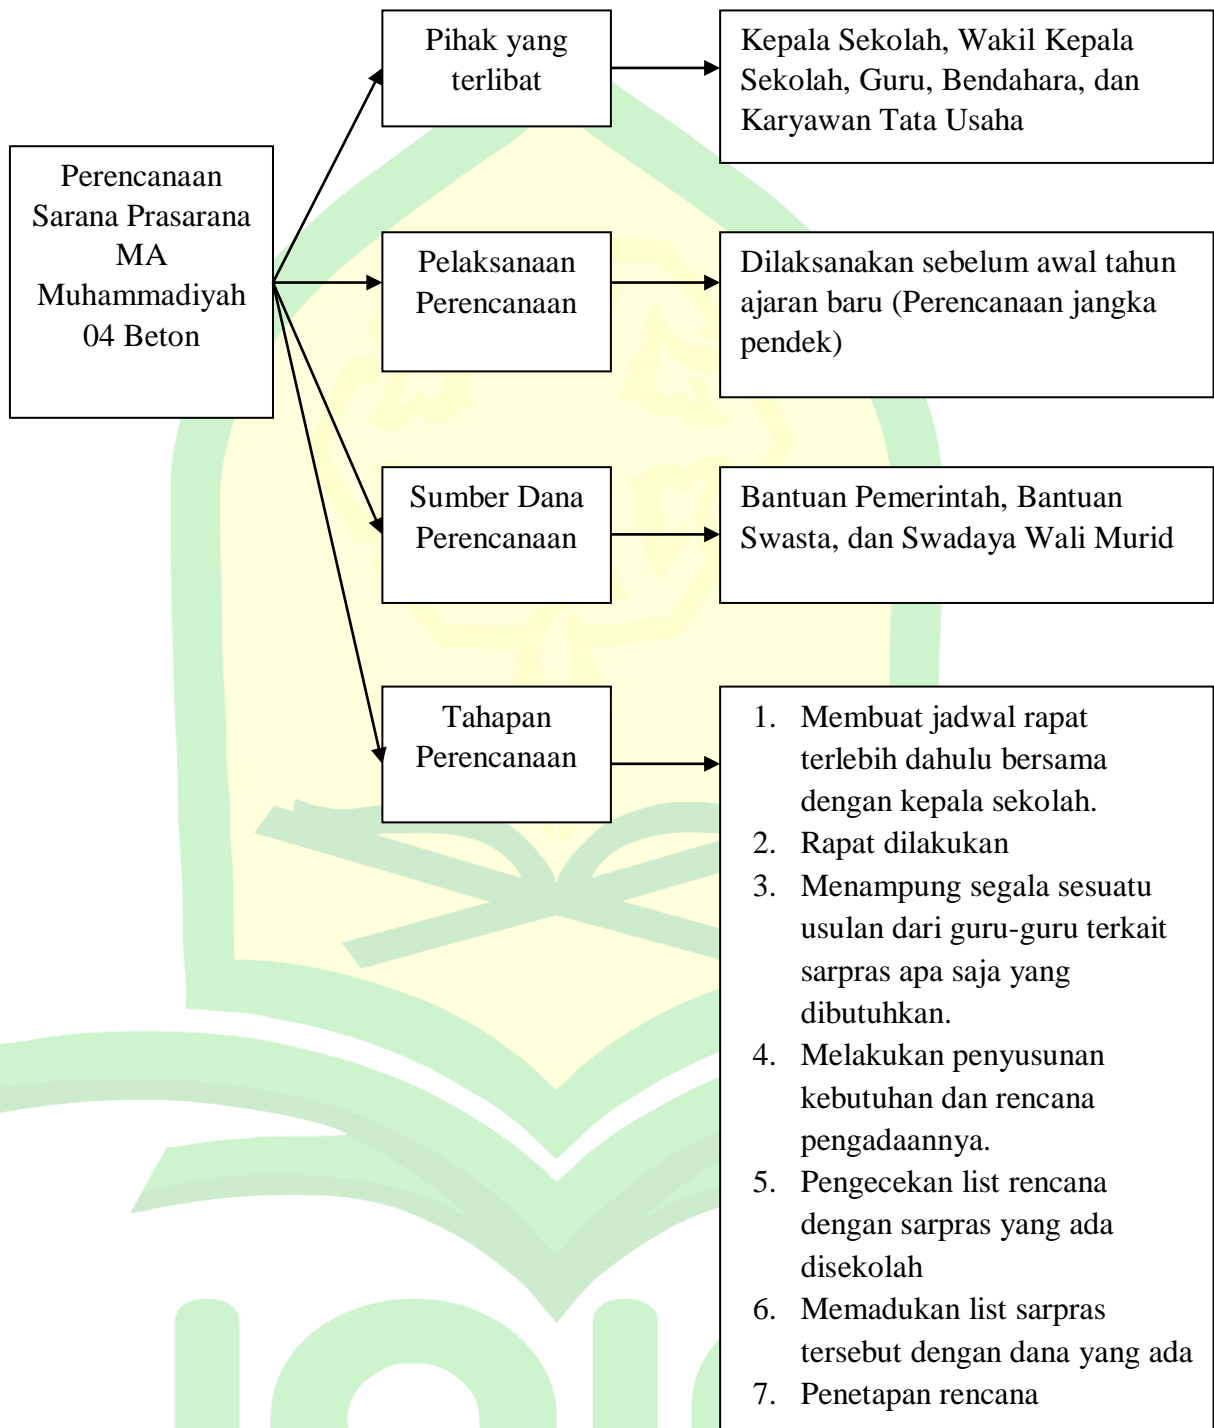 Perencanaan
Sarana Prasarana
MA
Muhammadiyah
04 Beton
Pihak yang
terlibat
Kepala Sekolah, Wakil Kepala
Sekolah, Guru, Bendahara, dan
Karyawan Tata Usaha
Pelaksanaan
Perencanaan
Dilaksanakan sebelum awal tahun
ajaran baru (Perencanaan jangka
pendek)
Sumber Dana
Perencanaan
Bantuan Pemerintah, Bantuan
Swasta, dan Swadaya Wali Murid
Tahapan
Perencanaan
1. Membuat jadwal rapat
terlebih dahulu bersama
dengan kepala sekolah.
2. Rapat dilakukan
3. Menampung segala sesuatu
usulan dari guru-guru terkait
sarpras apa saja yang
dibutuhkan.
4. Melakukan penyusunan
kebutuhan dan rencana
pengadaannya.
5. Pengecekan list rencana
dengan sarpras yang ada
disekolah
6. Memadukan list sarpras
tersebut dengan dana yang ada
7. Penetapan rencana